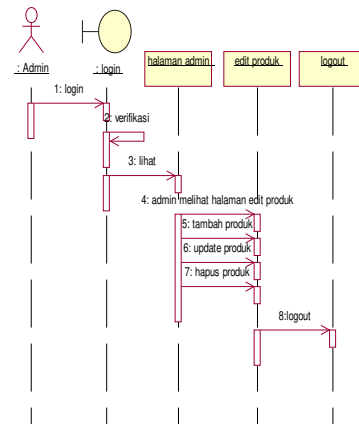 : Admin
: login
halaman admin
edit produk
logout
1: login
2: verifikasi
3: lihat
4: admin melihat halaman edit produk
5: tambah produk
6: update produk
7: hapus produk
8:logout